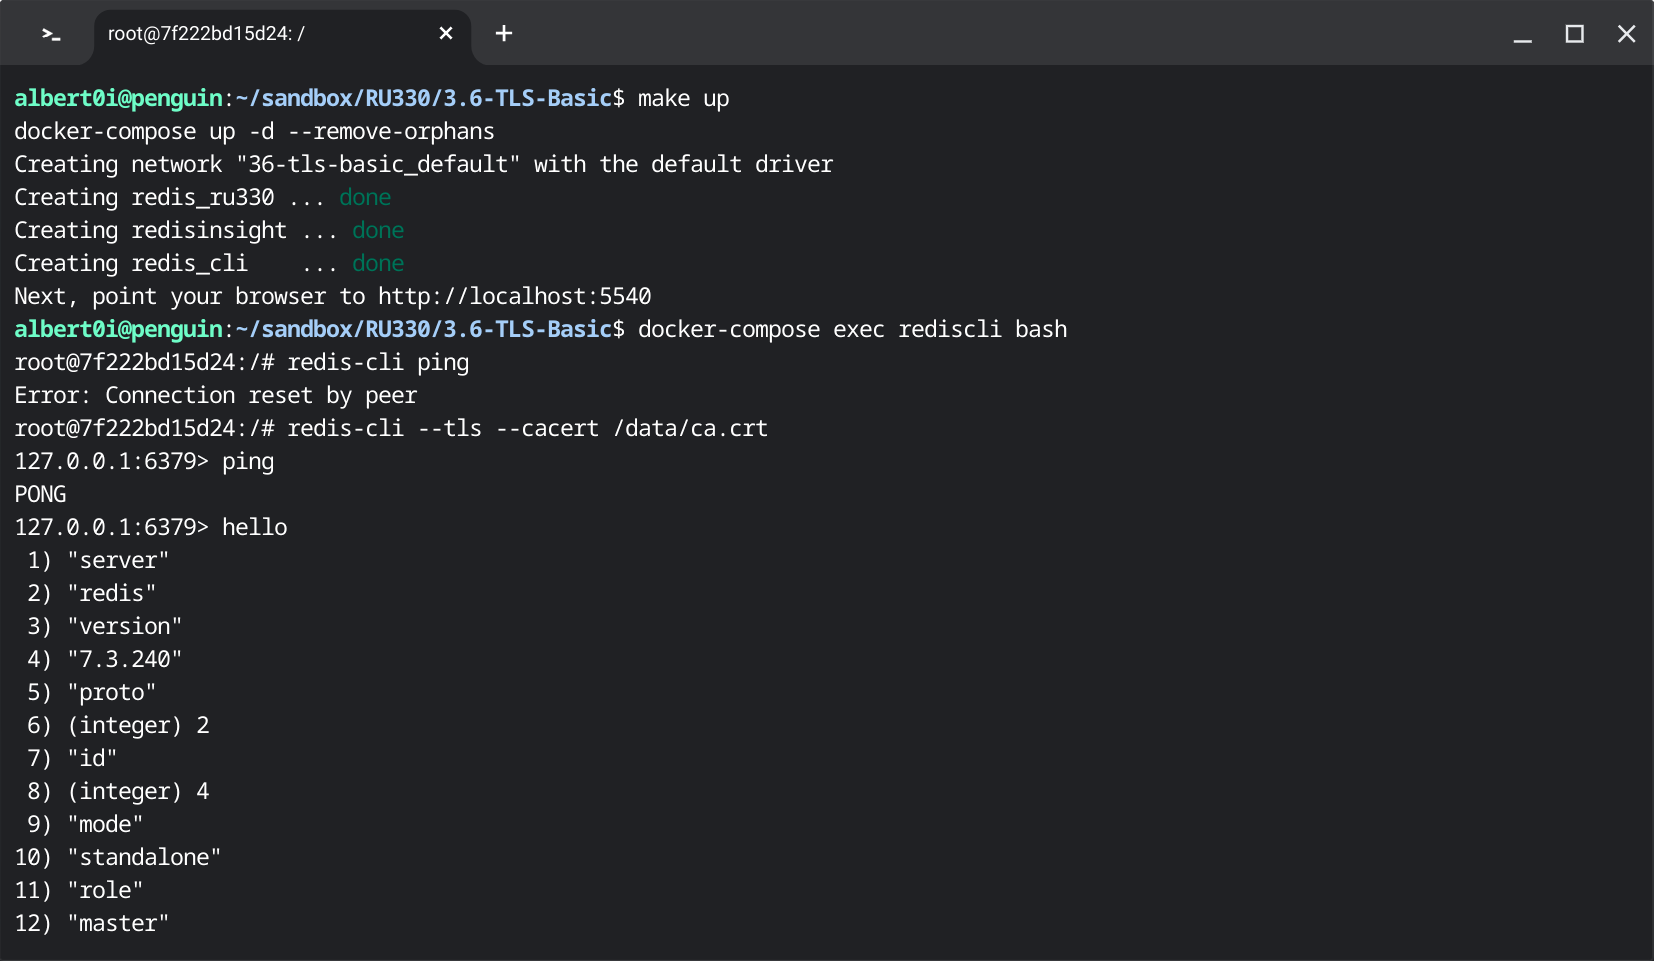 >_ root@7f222bd15d24: /
albert0i@penguin:~/sandbox/RU330/3.6-TLS-Basic$ make up
docker-compose up -d --remove-orphans
Creating network "36-tls-basic_default" with the default driver
Creating redis_ru330 ... done
Creating redisinsight ... done
Creating redis_cli    ... done
Next, point your browser to http://localhost:5540
albert0i@penguin:~/sandbox/RU330/3.6-TLS-Basic$ docker-compose exec rediscli bash
root@7f222bd15d24:/# redis-cli ping
Error: Connection reset by peer
root@7f222bd15d24:/# redis-cli --tls --cacert /data/ca.crt
127.0.0.1:6379> ping
PONG
127.0.0.1:6379> hello
 1) "server"
 2) "redis"
 3) "version"
 4) "7.3.240"
 5) "proto"
 6) (integer) 2
 7) "id"
 8) (integer) 4
 9) "mode"
10) "standalone"
11) "role"
12) "master"